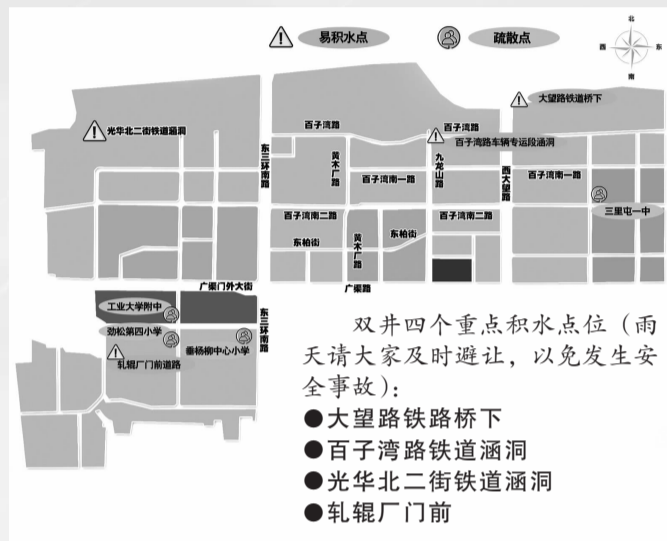 易积水点
疏散点
北
西
东
南
大望路铁道桥下
光华北二街铁道涵洞
百子湾路
百子湾路
百子湾路车辆专运段涵洞
东三环南路
黄木厂路
九龙山路
西大望路
百子湾南一路
百子湾南一路
三里屯一中
百子湾南二路
百子湾南二路
东柏街
黄木厂路
东柏街
广渠门外大街
广渠路
工业大学附中
东三环南路
劲松第四小学
垂杨柳中心小学
轧辊厂门前道路
双井四个重点积水点位（雨
天请大家及时避让，以免发生安
全事故）：
●大望路铁路桥下
●百子湾路铁道涵洞
●光华北二街铁道涵洞
●轧辊厂门前